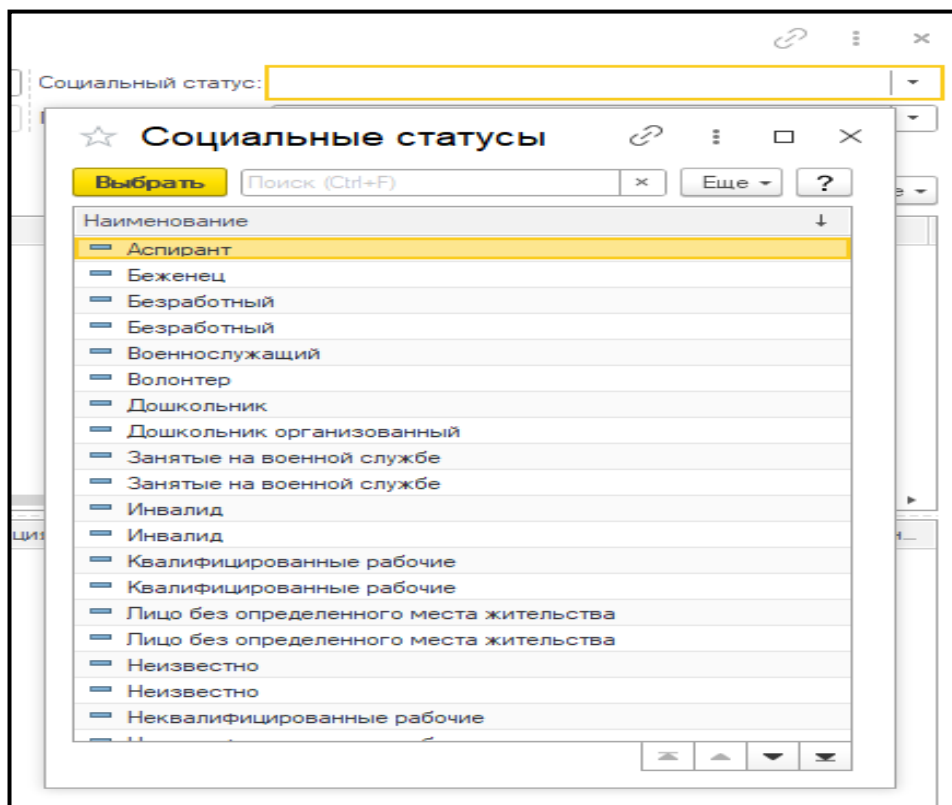 Социальный статус:
Социальные статусы
Выбрать
Поиск (Ctrl+F)
Еще
?
Наименование
Аспирант
Беженец
Безработный
Безработный
Военнослужащий
Волонтер
Дошкольник
Дошкольник организованный
Занятые на военной службе
Занятые на военной службе
Инвалид
Инвалид
Квалифицированные рабочие
Квалифицированные рабочие
Лицо без определенного места жительства
Лицо без определенного места жительства
Неизвестно
Неизвестно
Неквалифицированные рабочие